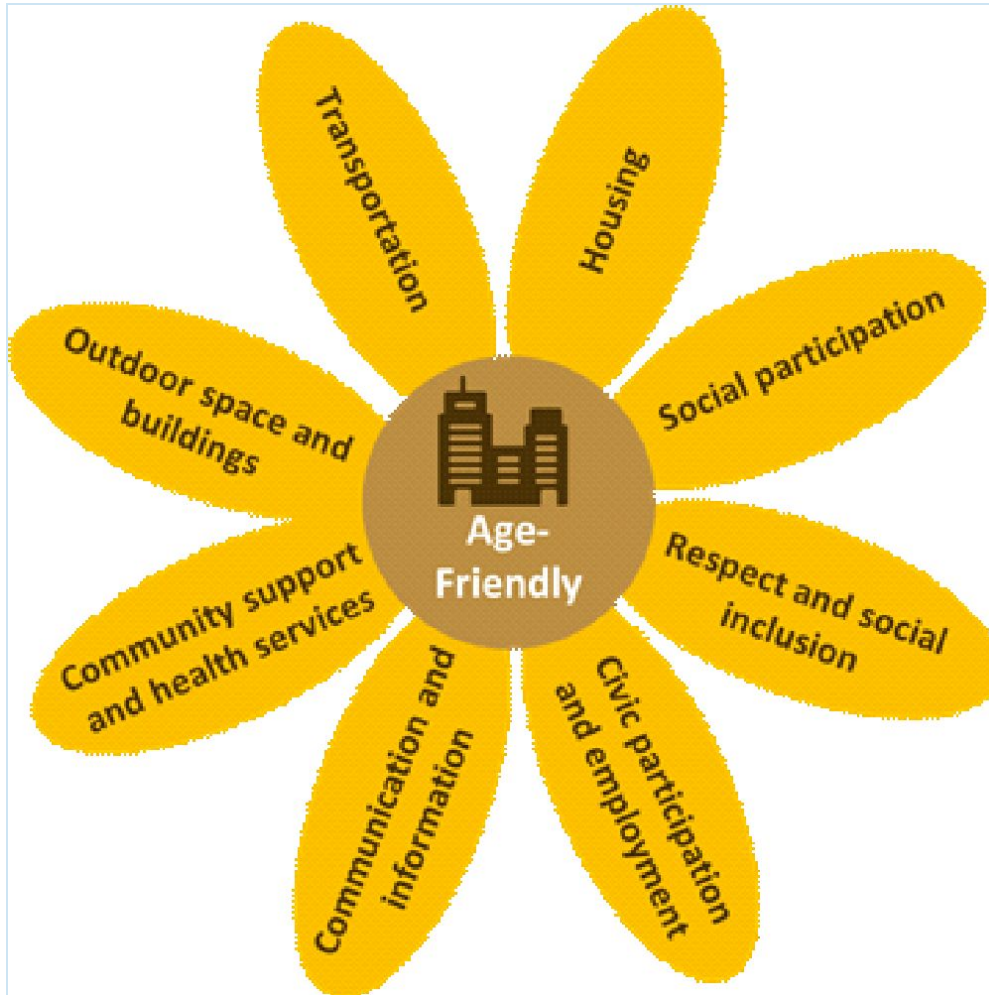 Transportation
Housing
Social participation
Respect and social
inclusion
Civic participation
and employment
Communication and
information
Community support
and health services
Outdoor space and
buildings
Age-
Friendly